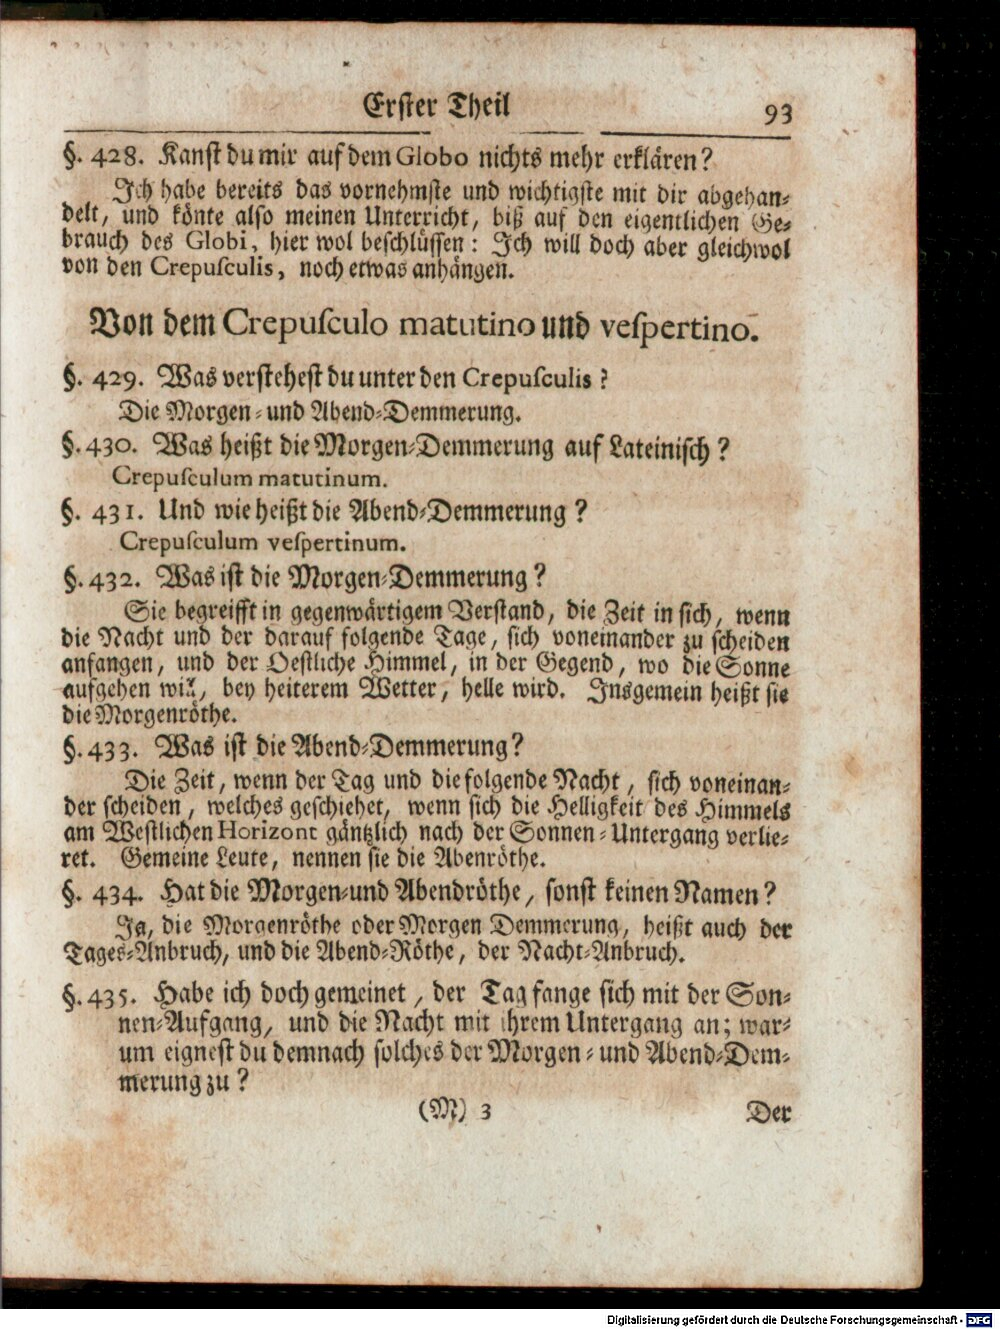 Erster Theil 93
§. 428. Kanst du mir auf dem Globo nichts mehr erklären?
Ich habe bereits das vornehmste und wichtigste mit dir abgehan-
delt, und könte also meinen Unterricht, biß auf den eigentlichen Ge-
brauch des Globi, hier wol beschlüssen: Ich will doch aber gleichwol
von den Crepusculis, noch etwas anhängen.
Von dem Crepusculo matutino und vespertino.
§. 429. Was verstehest du unter den Crepusculis?
Die Morgen- und Abend-Demmerung.
§. 430. Was heißt die Morgen-Demmerung auf Lateinisch?
Crepusculum matutinum.
§. 431. Und wie heißt die Abend-Demmerung?
Crepusculum vespertinum.
§. 432. Was ist die Morgen-Demmerung?
Sie begreifft in gegenwärtigem Verstand, die Zeit in sich, wenn
die Nacht und der darauf folgende Tage, sich voneinander zu scheiden
anfangen, und der Oestliche Himmel, in der Gegend, wo die Sonne
aufgehen will, bey heiterem Wetter, helle wird. Insgemein heißt sie
die Morgenröthe.
§. 433. Was ist die Abend-Demmerung?
Die Zeit, wenn der Tag und die folgende Nacht, sich voneinan-
der scheiden, welches geschiehet, wenn sich die Helligkeit des Himmels
am Westlichen Horizont gäntzlich nach der Sonnen-Untergang verlie-
ret. Gemeine Leute, nennen sie die Abenröthe.
§. 434. Hat die Morgen-und Abendröthe, sonst keinen Namen?
Ja, die Morgenröthe oder Morgen Demmerung, heißt auch der
Tages-Anbruch, und die Abend-Röthe, der Nacht-Anbruch.
§. 435. Habe ich doch gemeinet, der Tag fange sich mit der Son-
nen-Aufgang, und die Nacht mit ihrem Untergang an; war-
um eignest du demnach solches der Morgen- und Abend-Dem-
merung zu?
(M) 3 Der
Digitalisierung gefördert durch die Deutsche Forschungsgemeinschaft - DFG